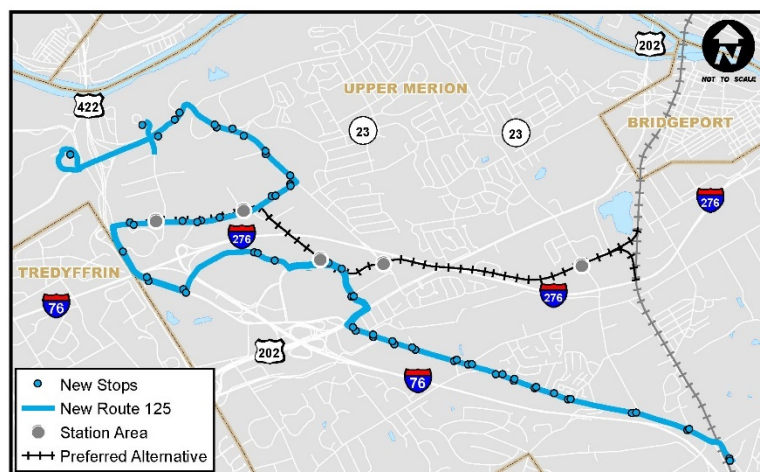 202
N
NOT TO SCALE
422
UPPER MERION
23
23
BRIDGEPORT
276
276
TREDYFFRIN
76
276
202
76
New Stops
New Route 125
Station Area
Preferred Alternative